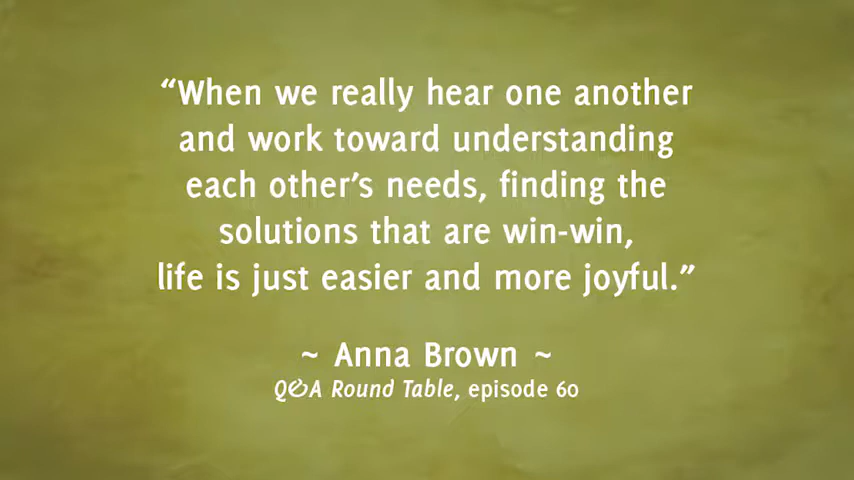 “When we really hear one another
and work toward understanding
each other’s needs, finding the
solutions that are win-win,
life is just easier and more joyful.”
~ Anna Brown ~
Q&A Round Table, episode 60